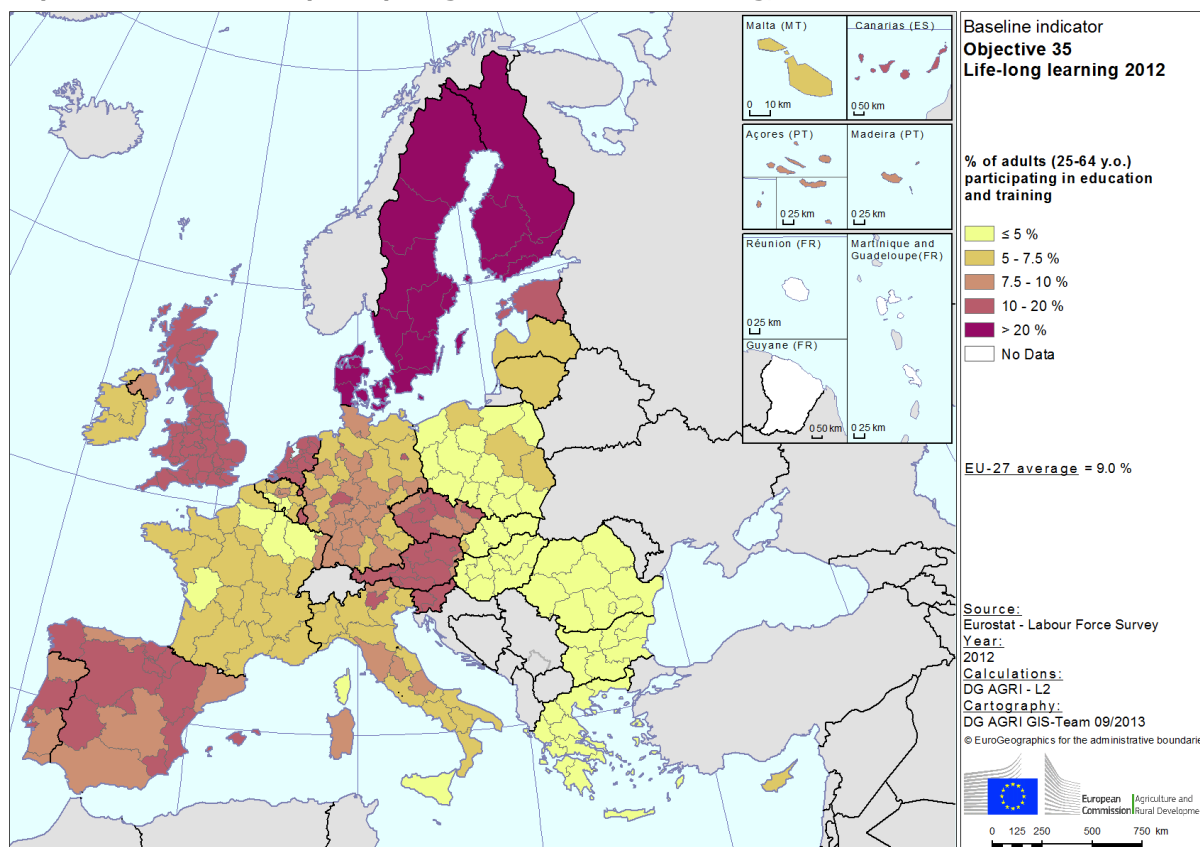 Malta (MT)
0 10 km
Canarias (ES)
0 50 km
Açores (PT)
0 25 km
Madeira (PT)
0 25 km
Réunion (FR)
0 25 km
Martinique and
Guadeloupe(FR)
0 25 km
Guyane (FR)
0 50 km
Baseline indicator
Objective 35
Life-long learning 2012
% of adults (25-64 y.o.)
participating in education
and training
≤ 5 %
5 - 7.5 %
7.5 - 10 %
10 - 20 %
> 20 %
No Data
EU-27 average = 9.0 %
Source:
Eurostat - Labour Force Survey
Year:
2012
Calculations:
DG AGRI - L2
Cartography:
DG AGRI GIS-Team 09/2013
© EuroGeographics for the administrative boundarie
European
Commission
Agriculture and
Rural Developme
0 125 250 500 750 km